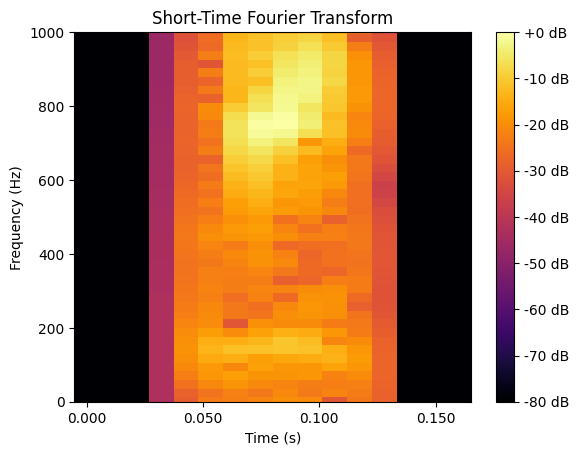 Short-Time Fourier Transform
1000
800
600
400
200
0
Frequency (Hz)
0.000
0.050
0.100
0.150
Time (s)
+0 dB
-10 dB
-20 dB
-30 dB
-40 dB
-50 dB
-60 dB
-70 dB
-80 dB